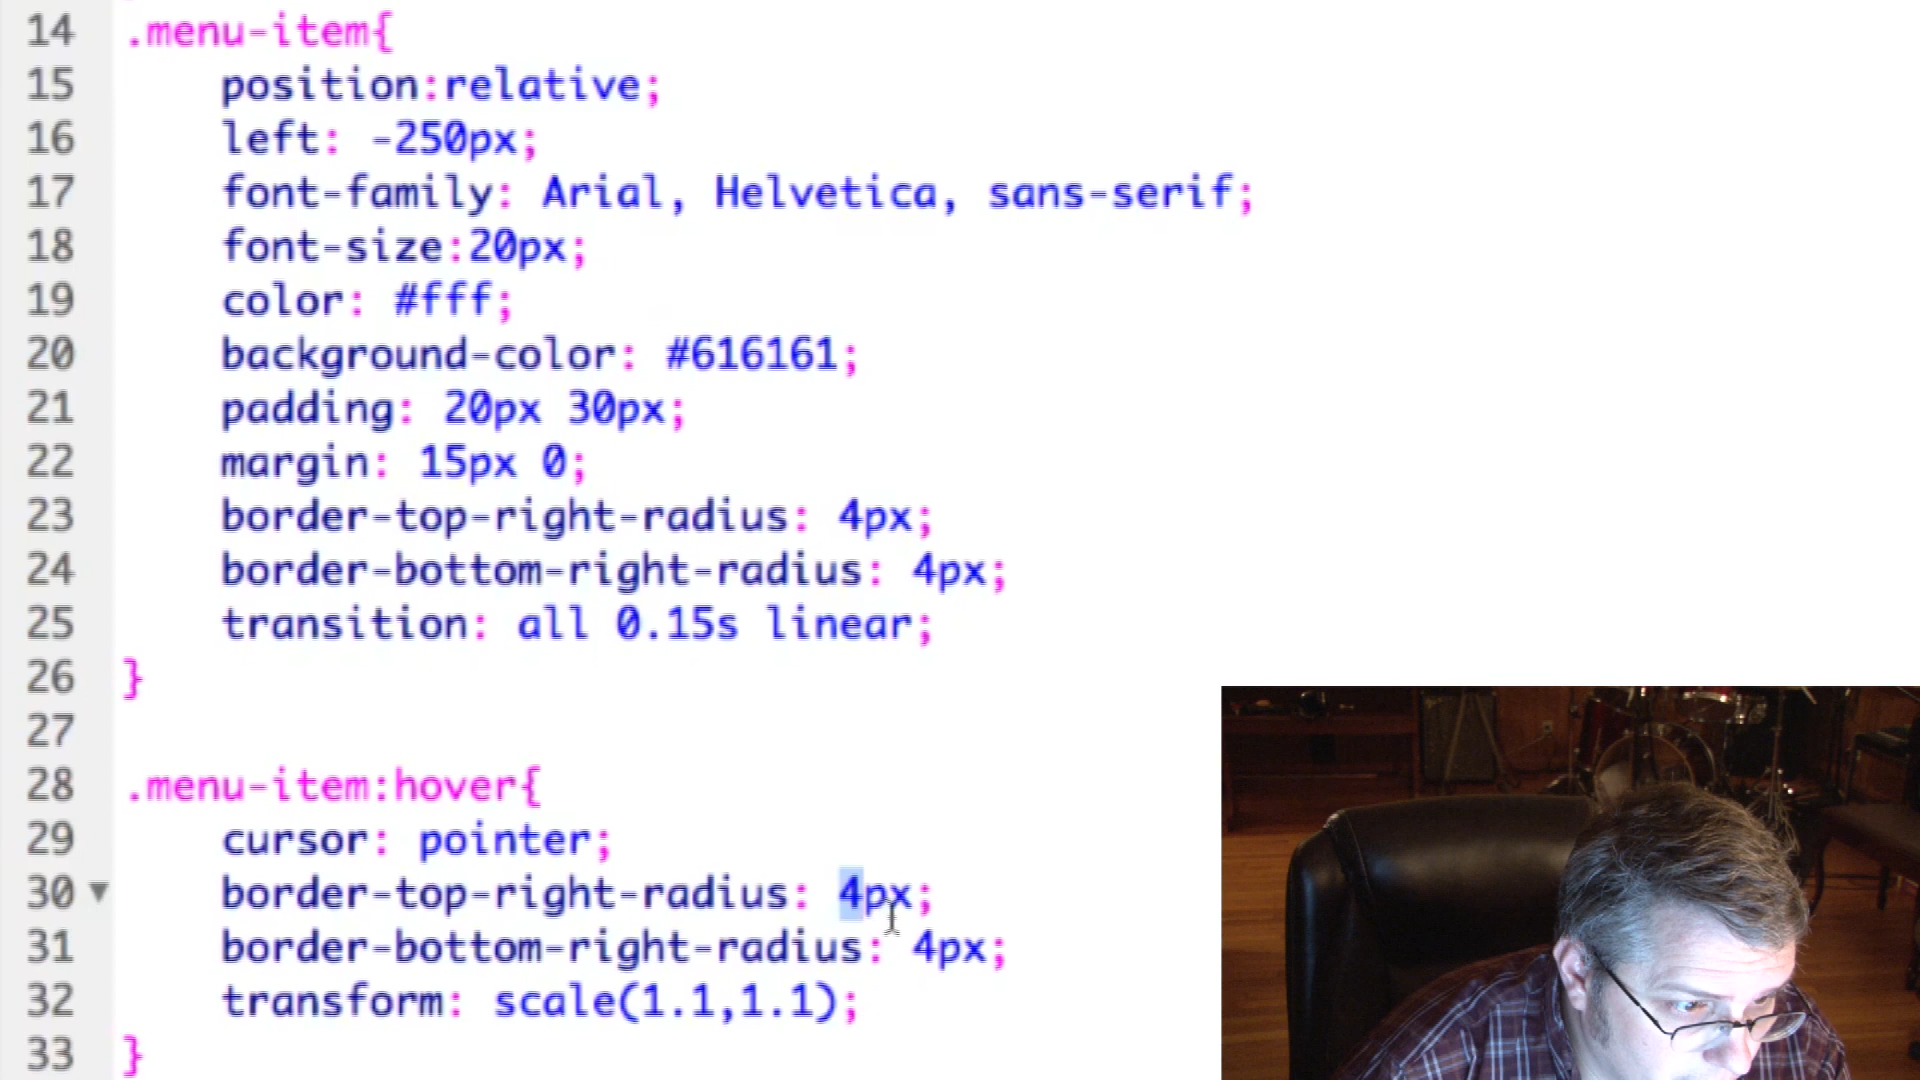 14 .menu-item{
15 position:relative;
16 left: -250px;
17 font-family: Arial, Helvetica, sans-serif;
18 font-size:20px;
19 color: #fff;
20 background-color: #616161;
21 padding: 20px 30px;
22 margin: 15px 0;
23 border-top-right-radius: 4px;
24 border-bottom-right-radius: 4px;
25 transition: all 0.15s linear;
26 }
27
28 .menu-item:hover{
29 cursor: pointer;
30 border-top-right-radius: 4px;
31 border-bottom-right-radius: 4px;
32 transform: scale(1.1,1.1);
33 }